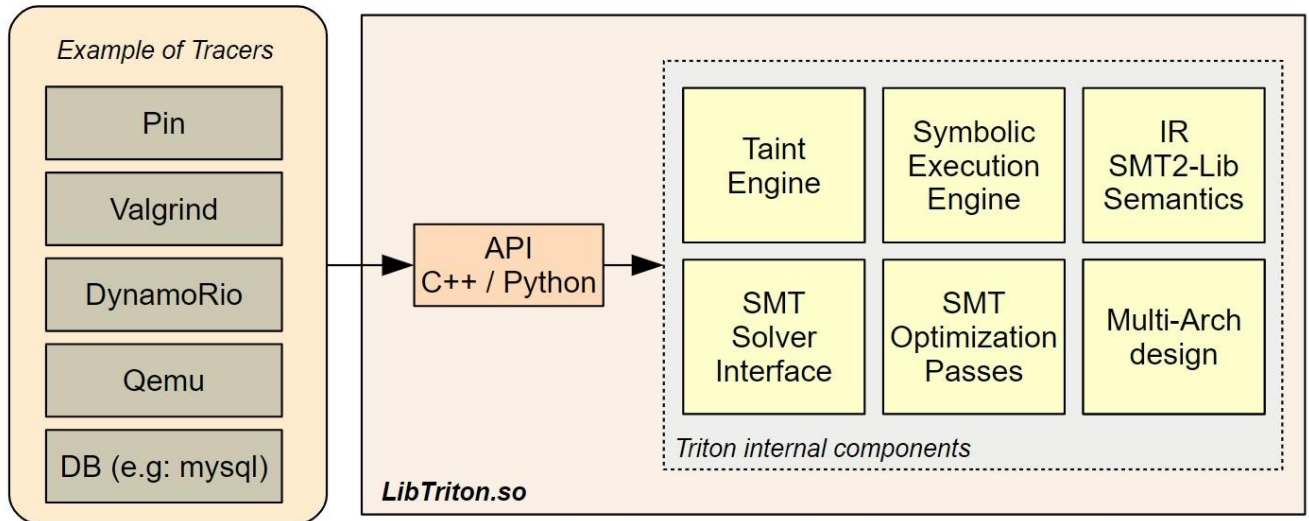 Example of Tracers
Pin
Valgrind
DynamoRio
Qemu
DB (e.g: mysql)
API
C++ / Python
Taint
Engine
Symbolic
Execution
Engine
IR
SMT2-Lib
Semantics
SMT
Solver
Interface
SMT
Optimization
Passes
Multi-Arch
design
Triton internal components
LibTriton.so